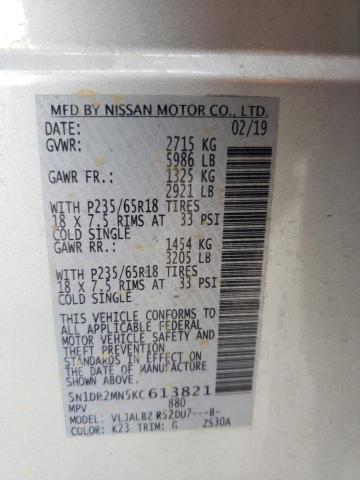 MFD BY NISSAN MOTOR CO., LTD.
DATE: 02/19
GVWR: 2715 KG
5986 LB
GAWR FR.: 1325 KG
2921 LB
WITH P235/65R18 TIRES
18 X 7.5 RIMS AT 33 PSI
COLD SINGLE
GAWR RR.: 1454 KG
3205 LB
WITH P235/65R18 TIRES
18 X 7.5 RIMS AT 33 PSI
COLD SINGLE
THIS VEHICLE CONFORMS TO
ALL APPLICABLE FEDERAL
MOTOR VEHICLE SAFETY AND
THEFT PREVENTION
STANDARDS IN EFFECT ON
THE DATE OF MANUFACTURE
SHOWN ABOVE.
5N1DR2MN5KC613821
MPV 880
VLJALBZ R52DU7---B-
COLOR: K23 TRIM: G ZS30A